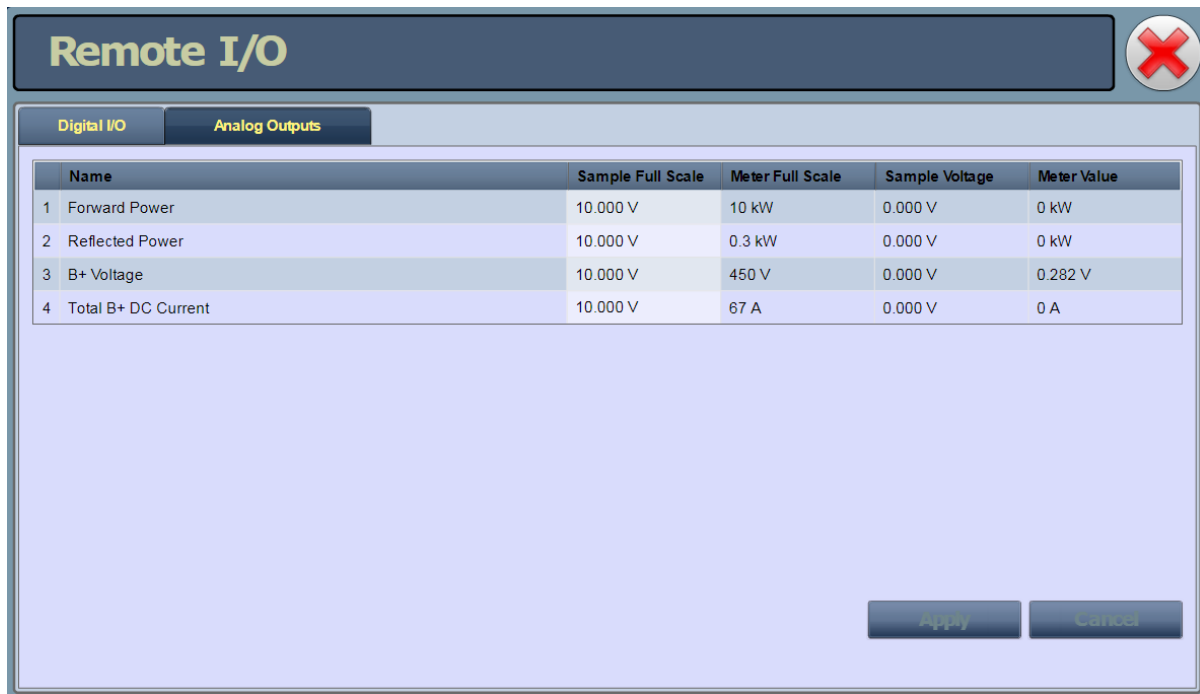 Remote I/O
Digital I/O Analog Outputs
Name Sample Full Scale Meter Full Scale Sample Voltage Meter Value
1 Forward Power 10.000 V 10 kW 0.000 V 0 kW
2 Reflected Power 10.000 V 0.3 kW 0.000 V 0 kW
3 B+ Voltage 10.000 V 450 V 0.000 V 0.282 V
4 Total B+ DC Current 10.000 V 67 A 0.000 V 0 A
Apply Cancel